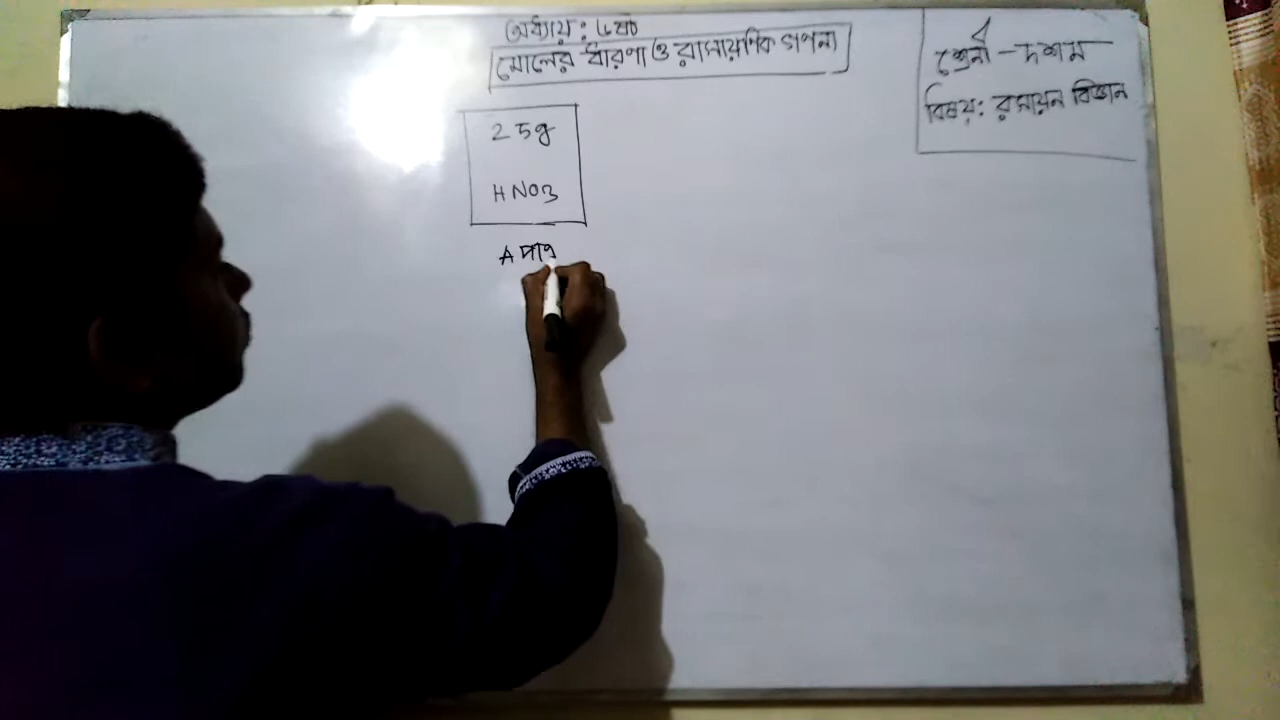 অধ্যায় : ৬ষ্ঠ
মোলের ধারণা ও রাসায়ণিক গণনা
শ্রেণী - দশম
বিষয় : রসায়ন বিজ্ঞান
25g
HNO3
A পাত্র